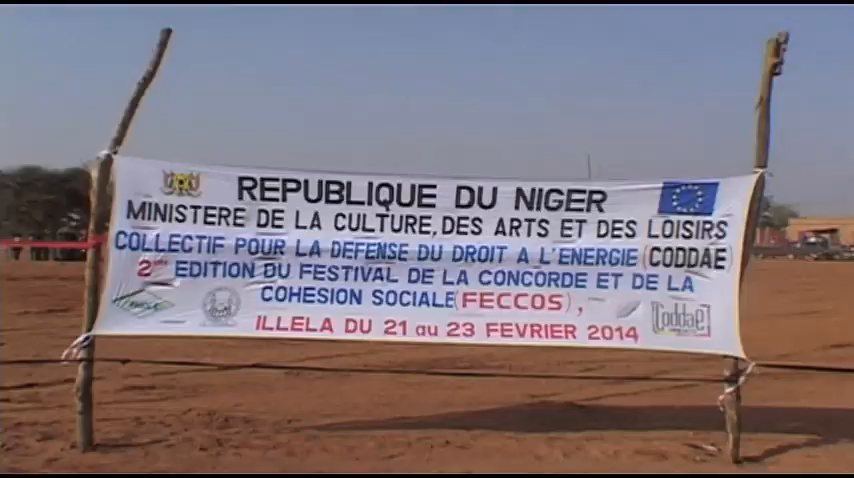 REPUBLIQUE DU NIGER
MINISTERE DE LA CULTURE, DES ARTS ET DES LOISIRS
COLLECTIF POUR LA DEFENSE DU DROIT A L'ENERGIE (CODDAE)
2ème EDITION DU FESTIVAL DE LA CONCORDE ET DE LA
COHESION SOCIALE (FECCOS),
ILLELA DU 21 au 23 FEVRIER 2014
Coddae